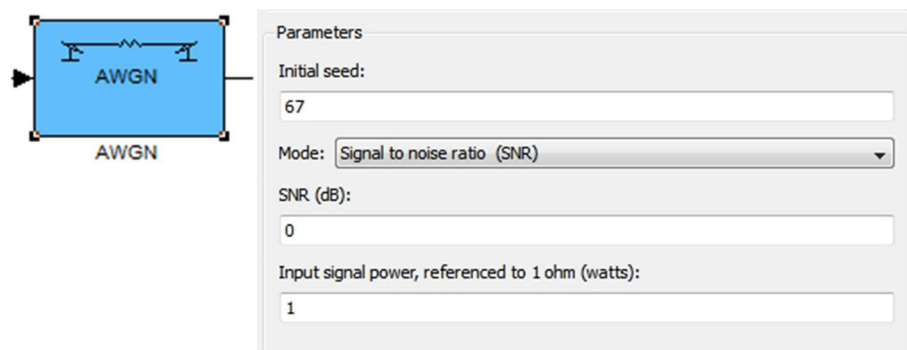 AWGN
AWGN
Parameters
Initial seed:
67
Mode: Signal to noise ratio (SNR)
SNR (dB):
0
Input signal power, referenced to 1 ohm (watts):
1